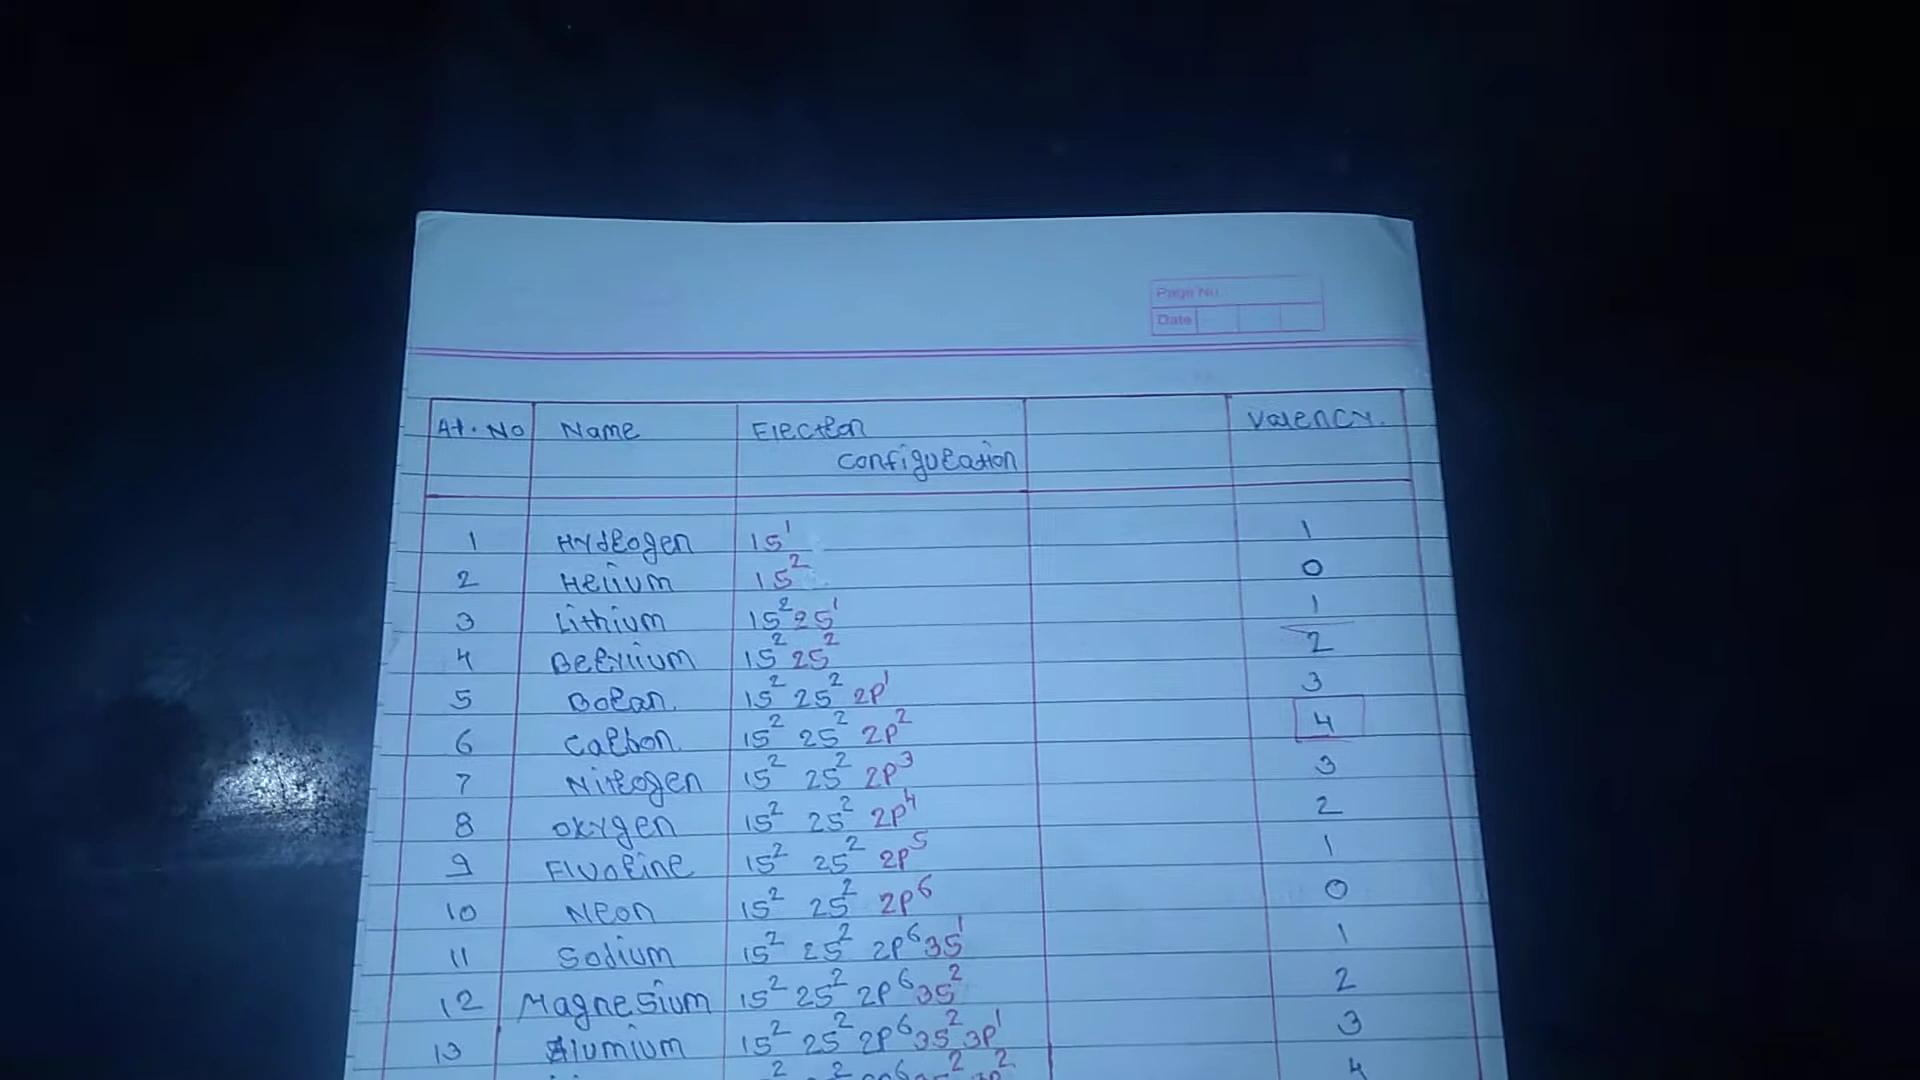 Page No.
Date
At. No Name Electron Valency.
configuration
1 Hydrogen 1s¹ 1
2 Helium 1s² 0
3 Lithium 1s² 2s¹ 1
4 Beryllium 1s² 2s² 2
5 Boran. 1s² 2s² 2p¹ 3
6 Carbon 1s² 2s² 2p² 4
7 Nitrogen 1s² 2s² 2p³ 3
8 Oxygen 1s² 2s² 2p⁴ 2
9 Fluorine 1s² 2s² 2p⁵ 1
10 Neon 1s² 2s² 2p⁶ 0
11 Sodium 1s² 2s² 2p⁶ 3s¹ 1
12 Magnesium 1s² 2s² 2p⁶ 3s² 2
13 Alumium 1s² 2s² 2p⁶ 3s² 3p¹ 3
4